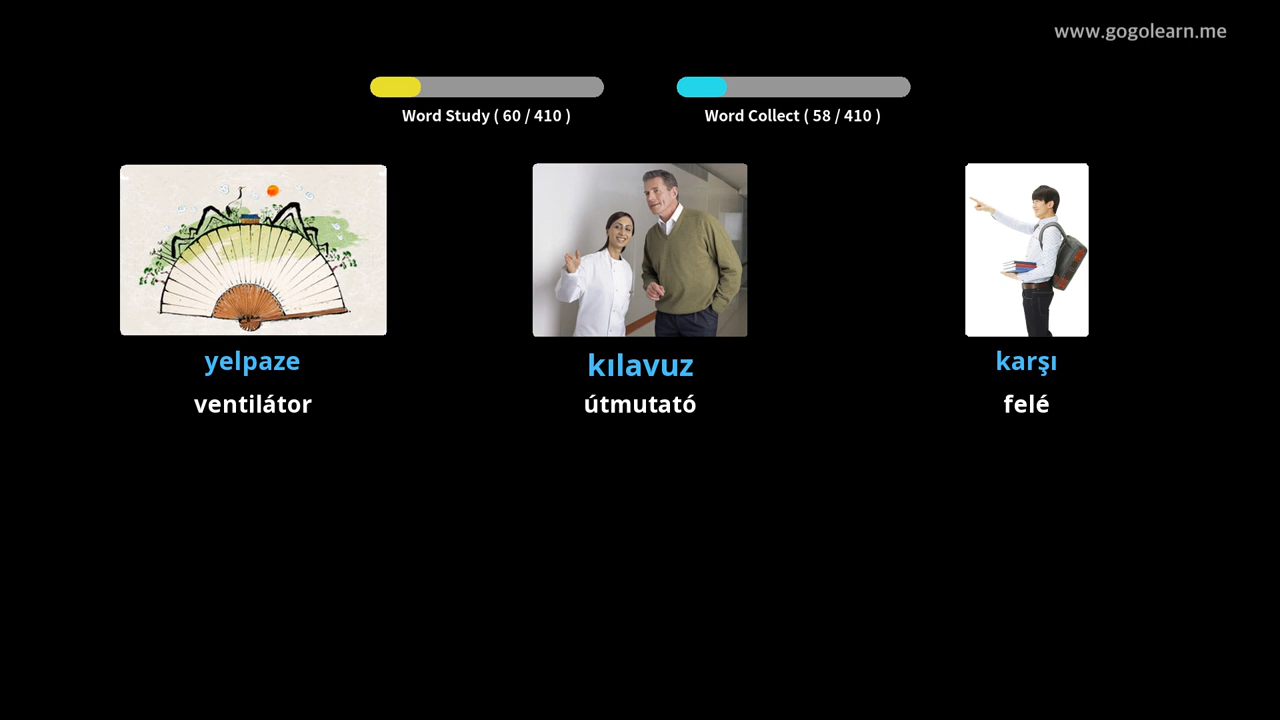 www.gogolearn.me
Word Study ( 60 / 410 )
Word Collect ( 58 / 410 )
yelpaze
ventilátor
kılavuz
útmutató
karşı
felé